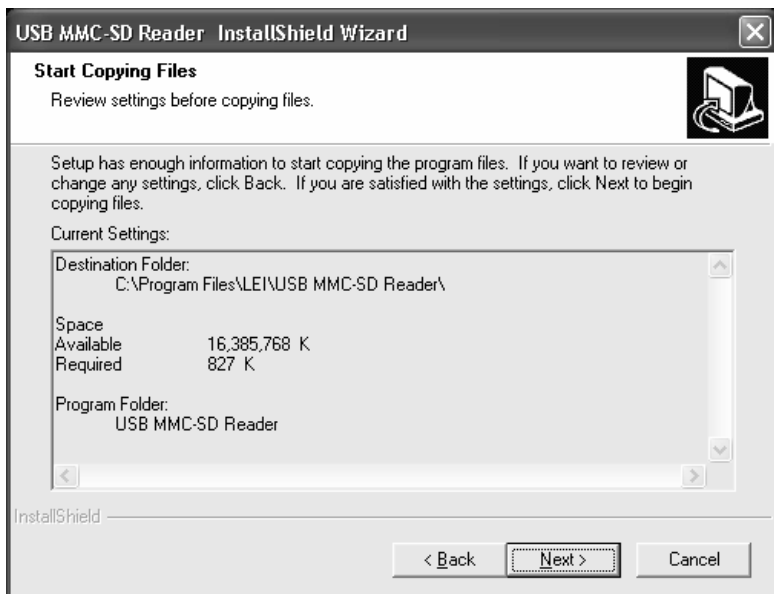 USB MMC-SD Reader InstallShield Wizard
Start Copying Files
Review settings before copying files.
Setup has enough information to start copying the program files. If you want to review or
change any settings, click Back. If you are satisfied with the settings, click Next to begin
copying files.
Current Settings:
Destination Folder:
C:\Program Files\LEI\USB MMC-SD Reader\
Space
Available 16,385,768 K
Required 827 K
Program Folder:
USB MMC-SD Reader
InstallShield
< Back Next > Cancel